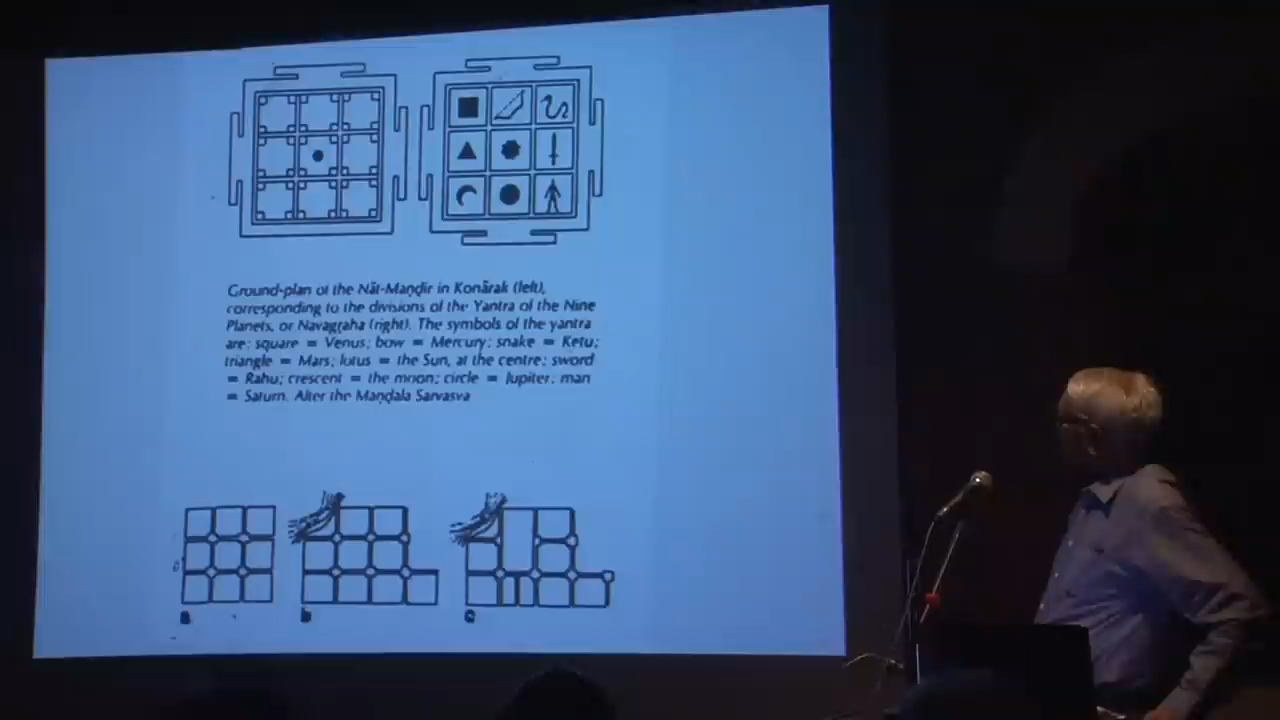 Ground-plan of the Nāt-Maṇḍir in Konārak (left),
corresponding to the divisions of the Yantra of the Nine
Planets, or Navagraha (right). The symbols of the yantra
are: square = Venus; bow = Mercury; snake = Ketu;
triangle = Mars; lotus = the Sun, at the centre; sword
= Rahu; crescent = the moon; circle = Jupiter; man
= Saturn. After the Maṇḍala Sarvasva
a b c